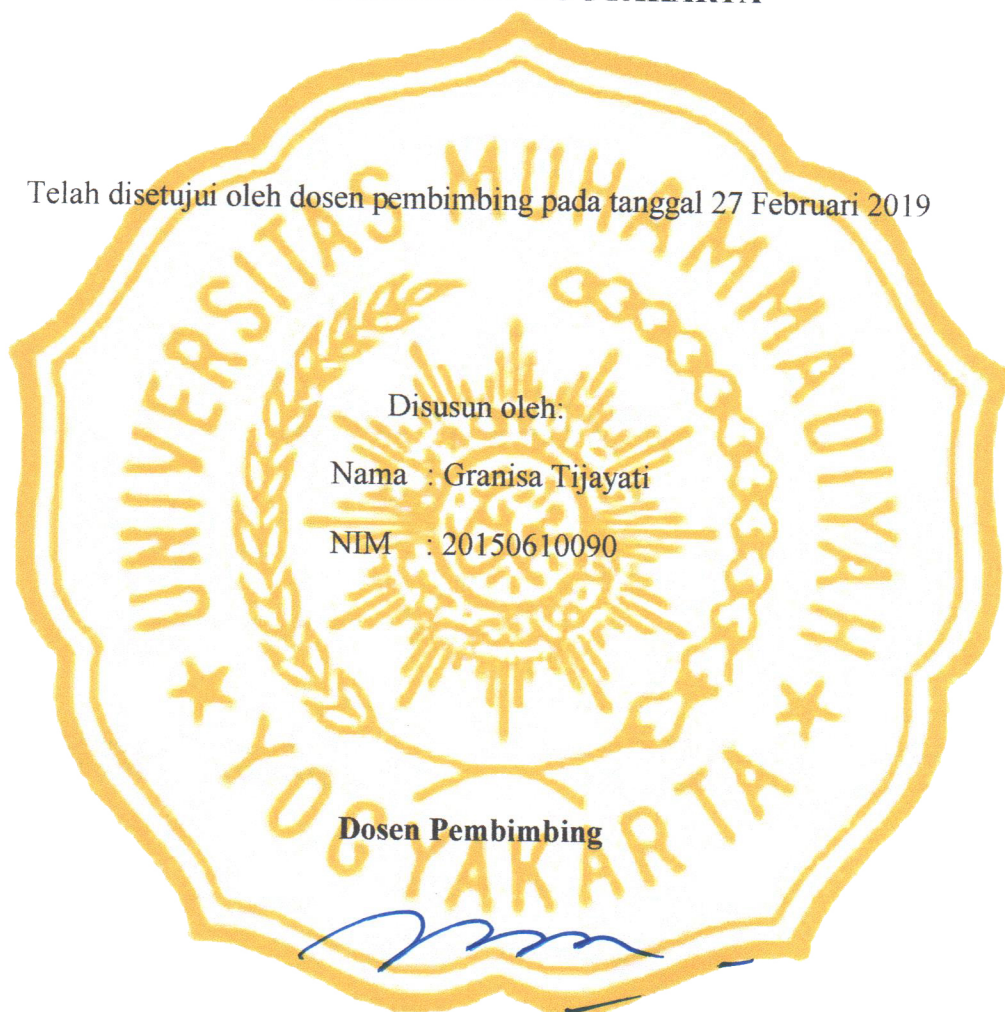 Telah disetujui oleh dosen pembimbing pada tanggal 27 Februari 2019
UNIVERSITAS MUHAMMADIYAH
Disusun oleh:
Nama : Granisa Tijayati
NIM : 20150610090
YOGYAKARTA
Dosen Pembimbing